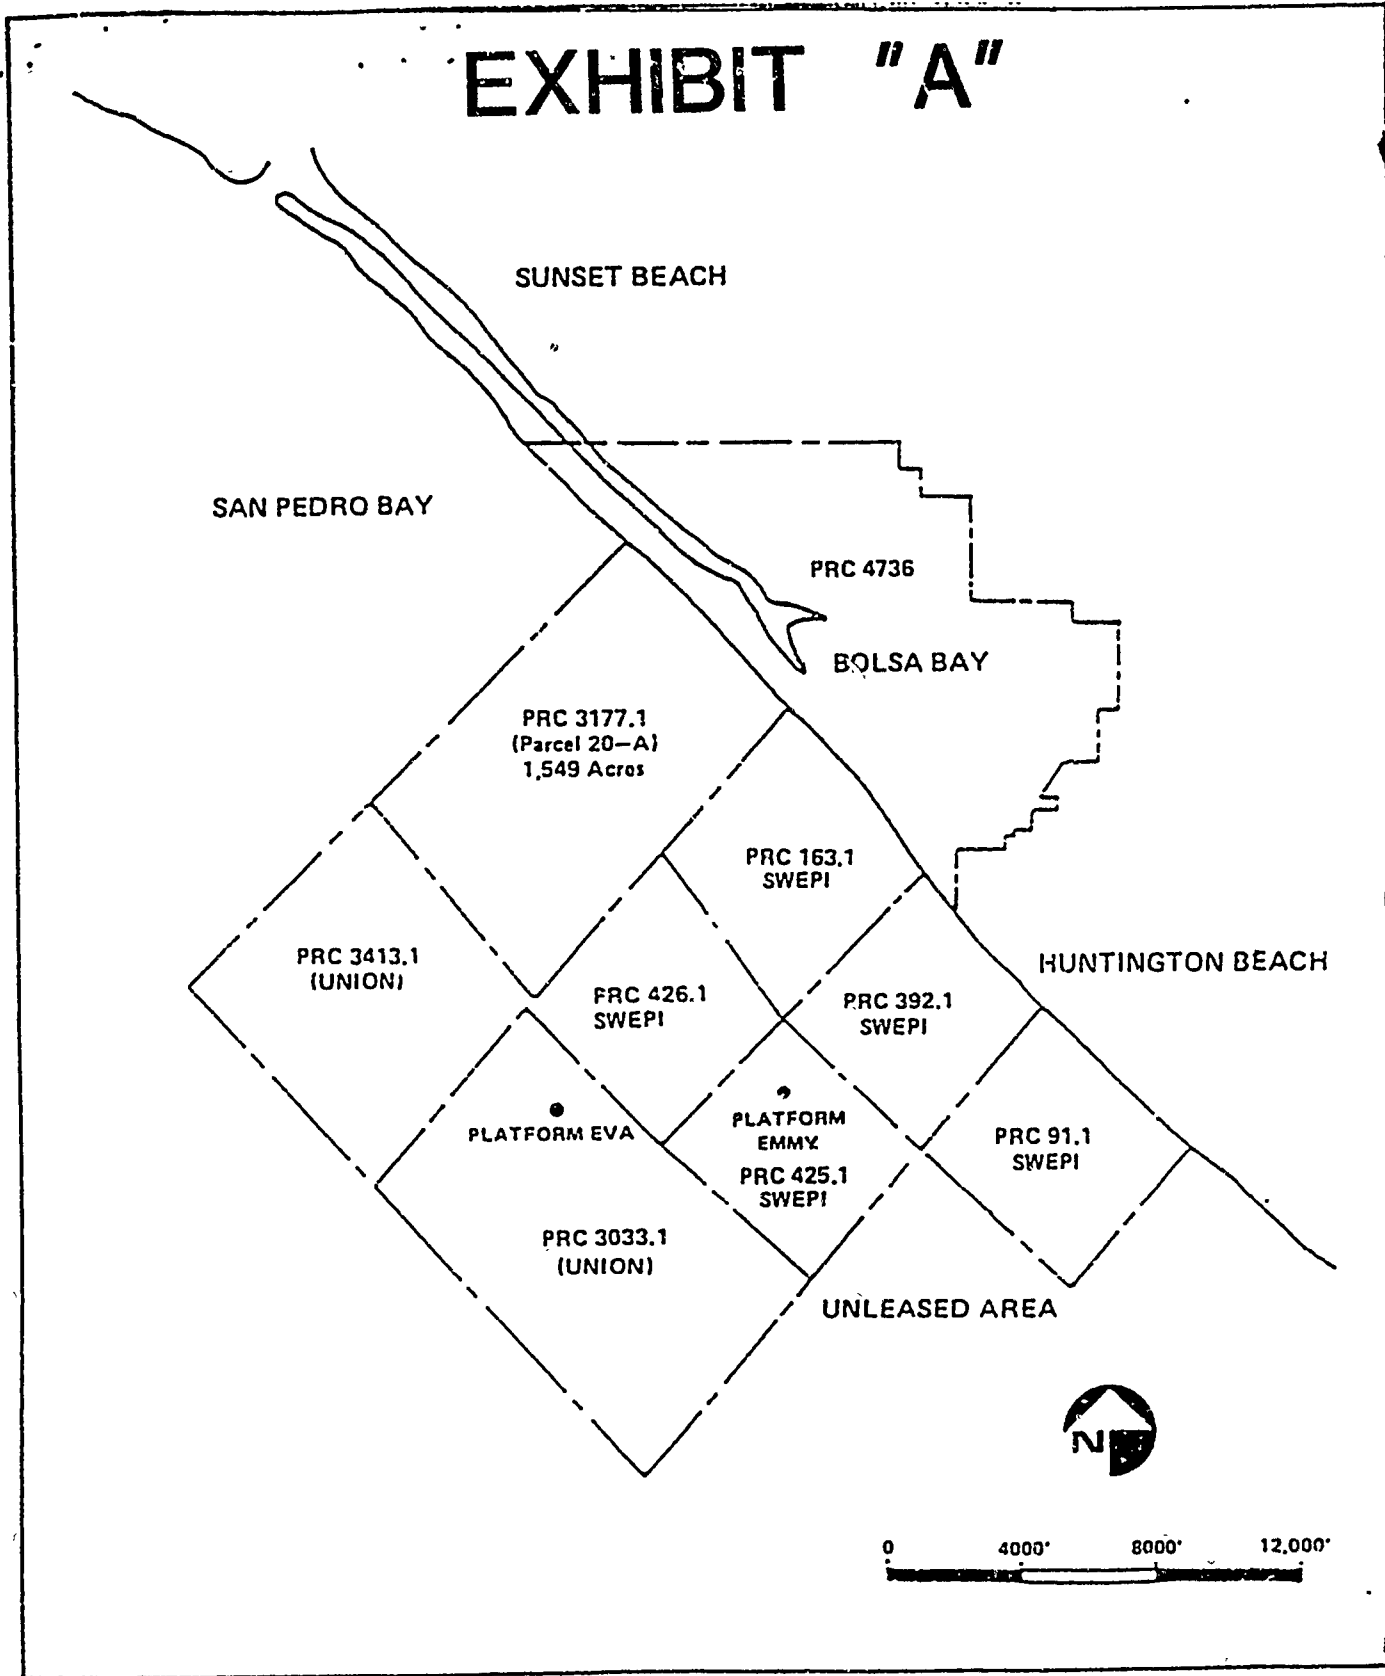 EXHIBIT "A"
SUNSET BEACH
SAN PEDRO BAY
PRC 4736
BOLSA BAY
PRC 3177.1
(Parcel 20—A)
1,549 Acres
PRC 163.1
SWEPI
PRC 3413.1
(UNION)
PRC 426.1
SWEPI
PRC 392.1
SWEPI
HUNTINGTON BEACH
PLATFORM EVA
PLATFORM
EMMY
PRC 425.1
SWEPI
PRC 91.1
SWEPI
PRC 3033.1
(UNION)
UNLEASED AREA
N
0 4000' 8000' 12,000'